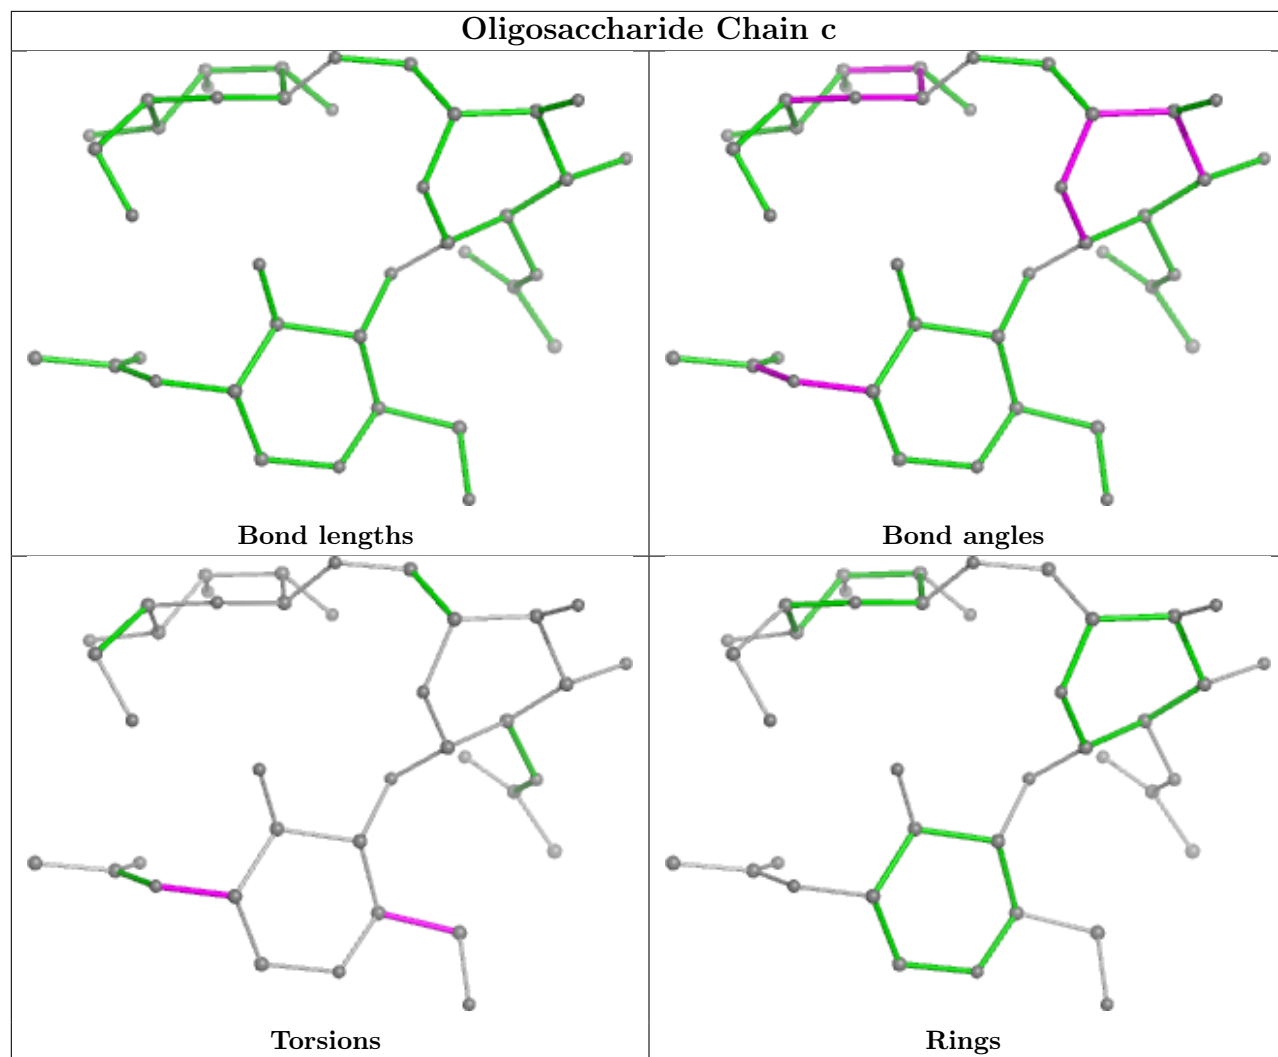 Oligosaccharide Chain c
Bond lengths
Bond angles
Torsions
Rings